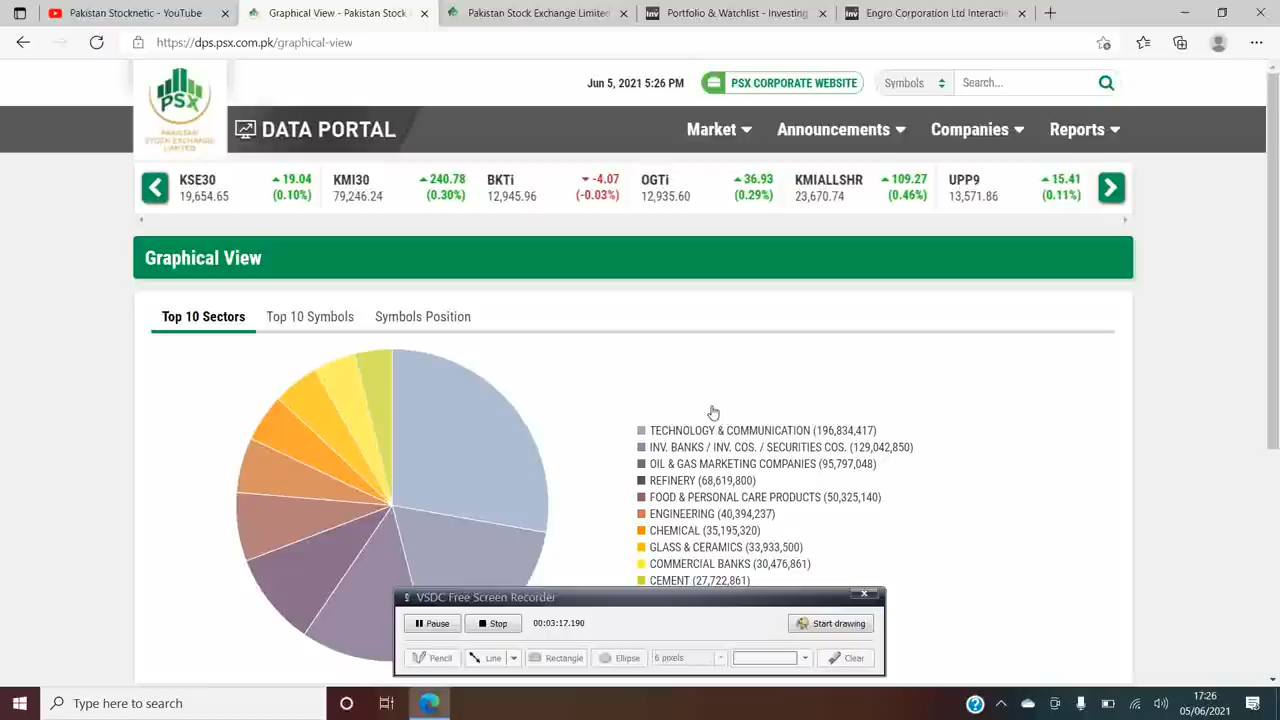 Pakistan Stocknetic - YouTube
Graphical View - Pakistan Stock
Pakistan Stock Exchange Limited
Portfolio & Watchlist - Investing
Engro Corporation Ltd Interacti
https://dps.psx.com.pk/graphical-view
Jun 5, 2021 5:26 PM
PSX CORPORATE WEBSITE
Symbols
Search...
PSX
PAKISTAN
STOCK EXCHANGE
LIMITED
DATA PORTAL
Market
Announcements
Companies
Reports
KSE30 19.04
19,654.65 (0.10%)
KMI30 240.78
79,246.24 (0.30%)
BKTi -4.07
12,945.96 (-0.03%)
OGTi 36.93
12,935.60 (0.29%)
KMIALLSHR 109.27
23,670.74 (0.46%)
UPP9 15.41
13,571.86 (0.11%)
Graphical View
Top 10 Sectors
Top 10 Symbols
Symbols Position
TECHNOLOGY & COMMUNICATION (196,834,417)
INV. BANKS / INV. COS. / SECURITIES COS. (129,042,850)
OIL & GAS MARKETING COMPANIES (95,797,048)
REFINERY (68,619,800)
FOOD & PERSONAL CARE PRODUCTS (50,325,140)
ENGINEERING (40,394,237)
CHEMICAL (35,195,320)
GLASS & CERAMICS (33,933,500)
COMMERCIAL BANKS (30,476,861)
CEMENT (27,722,861)
VSDC Free Screen Recorder
Pause
Stop
00:03:17.190
Start drawing
Pencil
Line
Rectangle
Ellipse
6 pixels
Clear
Type here to search
17:26
05/06/2021